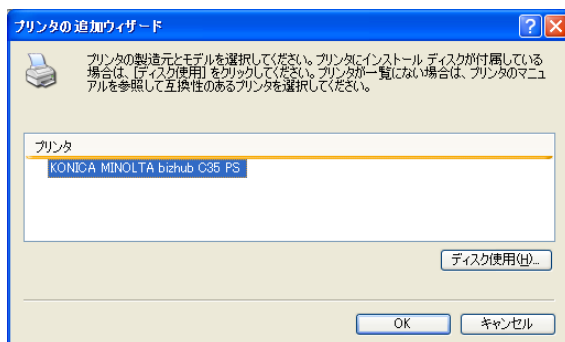 プリンタの追加ウィザード
プリンタの製造元とモデルを選択してください。プリンタにインストール ディスクが付属している
場合は、[ディスク使用] をクリックしてください。プリンタが一覧にない場合は、プリンタのマニュ
アルを参照して互換性のあるプリンタを選択してください。
プリンタ
KONICA MINOLTA bizhub C35 PS
ディスク使用(H)...
OK
キャンセル